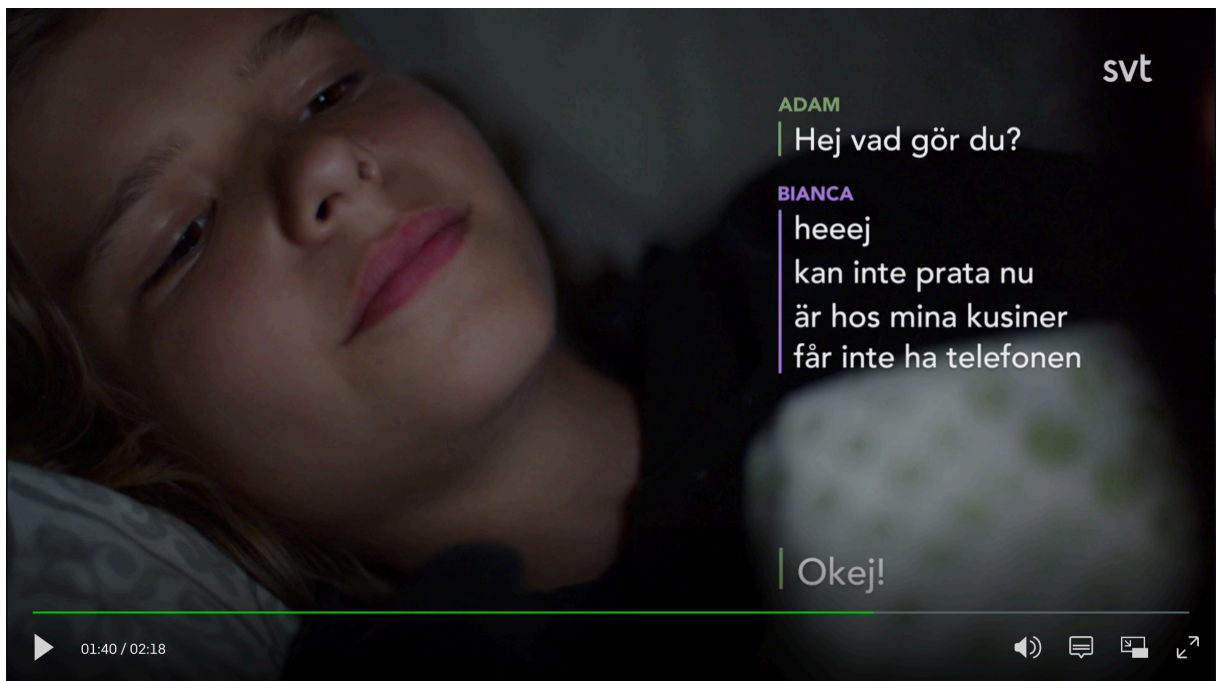 svt
ADAM
Hej vad gör du?
BIANCA
heeej
kan inte prata nu
är hos mina kusiner
får inte ha telefonen
Okej!
01:40 / 02:18